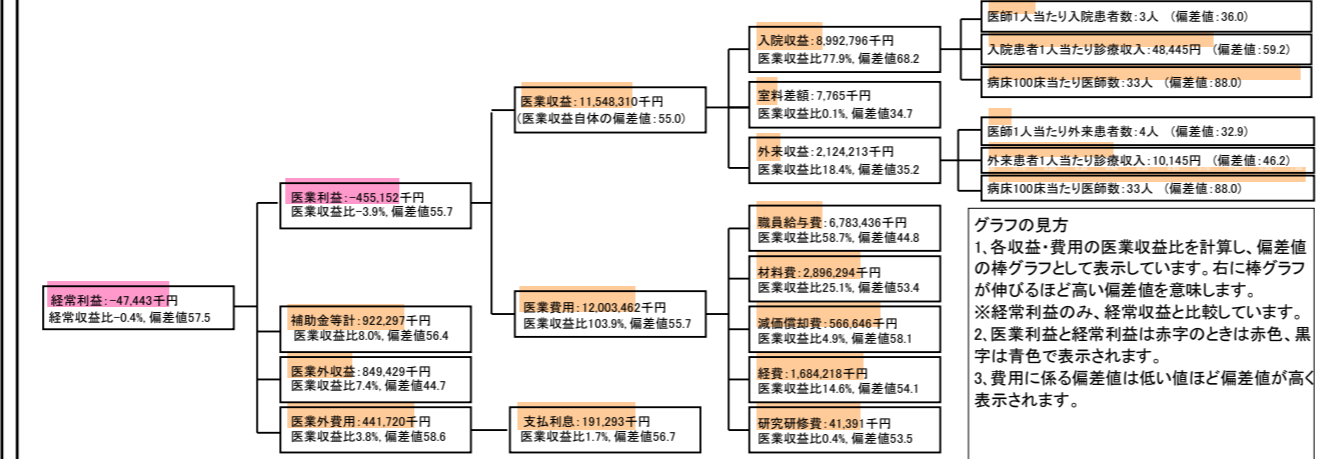 医師1人当たり入院患者数:3人 (偏差値:36.0)
入院収益:8,992,796千円
医業収益比77.9%, 偏差値68.2
入院患者1人当たり診療収入:48,445円 (偏差値:59.2)
病床100床当たり医師数:33人 (偏差値:88.0)
医業収益:11,548,310千円
(医業収益自体の偏差値:55.0)
室料差額:7,765千円
医業収益比0.1%, 偏差値34.7
医師1人当たり外来患者数:4人 (偏差値:32.9)
外来収益:2,124,213千円
医業収益比18.4%, 偏差値35.2
外来患者1人当たり診療収入:10,145円 (偏差値:46.2)
病床100床当たり医師数:33人 (偏差値:88.0)
医業利益:-455,152千円
医業収益比-3.9%, 偏差値55.7
職員給与費:6,783,436千円
医業収益比58.7%, 偏差値44.8
材料費:2,896,294千円
医業収益比25.1%, 偏差値53.4
経常利益:-47,443千円
経常収益比-0.4%, 偏差値57.5
医業費用:12,003,462千円
医業収益比103.9%, 偏差値55.7
補助金等計:922,297千円
医業収益比8.0%, 偏差値56.4
減価償却費:566,646千円
医業収益比4.9%, 偏差値58.1
医業外収益:849,429千円
医業収益比7.4%, 偏差値44.7
経費:1,684,218千円
医業収益比14.6%, 偏差値54.1
医業外費用:441,720千円
医業収益比3.8%, 偏差値58.6
支払利息:191,293千円
医業収益比1.7%, 偏差値56.7
研究研修費:41,391千円
医業収益比0.4%, 偏差値53.5
グラフの見方
1、各収益・費用の医業収益比を計算し、偏差値
の棒グラフとして表示しています。右に棒グラフ
が伸びるほど高い偏差値を意味します。
※経常利益のみ、経常収益と比較しています。
2、医業利益と経常利益は赤字のときは赤色、黒
字は青色で表示されます。
3、費用に係る偏差値は低い値ほど偏差値が高く
表示されます。